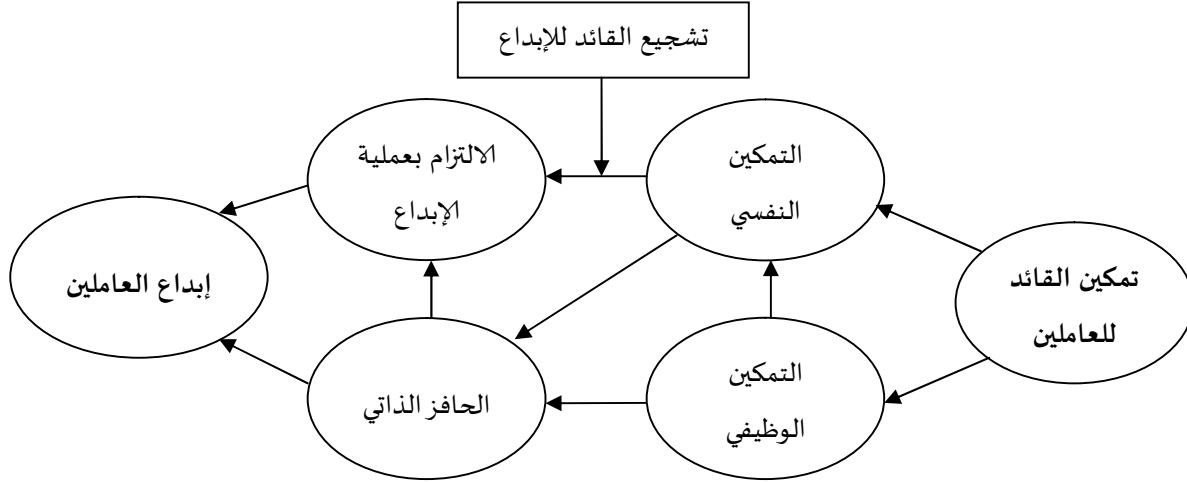 تشجيع القائد للإبداع
التمكين
النفسي
الالتزام بعملية
الإبداع
تمكين القائد
للعاملين
إبداع العاملين
التمكين
الوظيفي
الحافز الذاتي